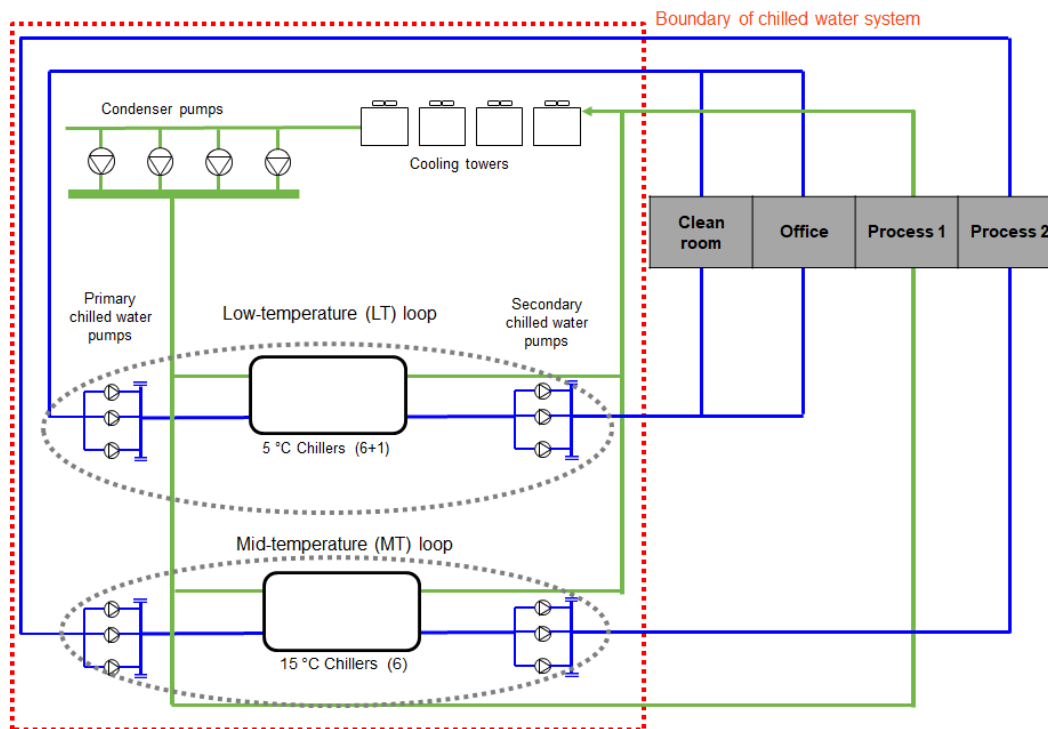 Boundary of chilled water system
Condenser pumps
Cooling towers
Clean
room
Office
Process 1
Process 2
Primary
chilled water
pumps
Low-temperature (LT) loop
Secondary
chilled water
pumps
5 °C Chillers (6+1)
Mid-temperature (MT) loop
15 °C Chillers (6)